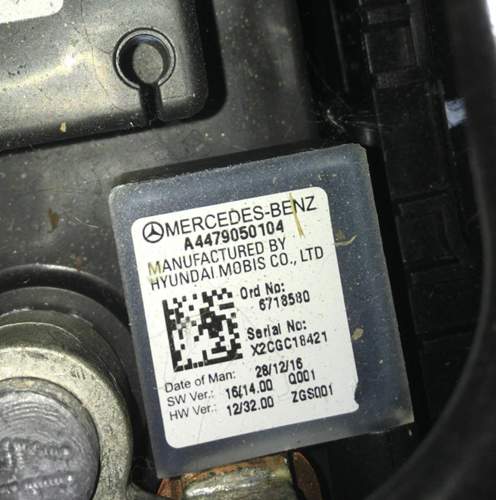 MERCEDES-BENZ
A4479050104
MANUFACTURED BY
HYUNDAI MOBIS CO., LTD
Ord No:
6718580
Serial No:
X2CGC18421
Date of Man: 28/12/16
SW Ver.: 16/14.00 Q001
HW Ver.: 12/32.00 ZGS001